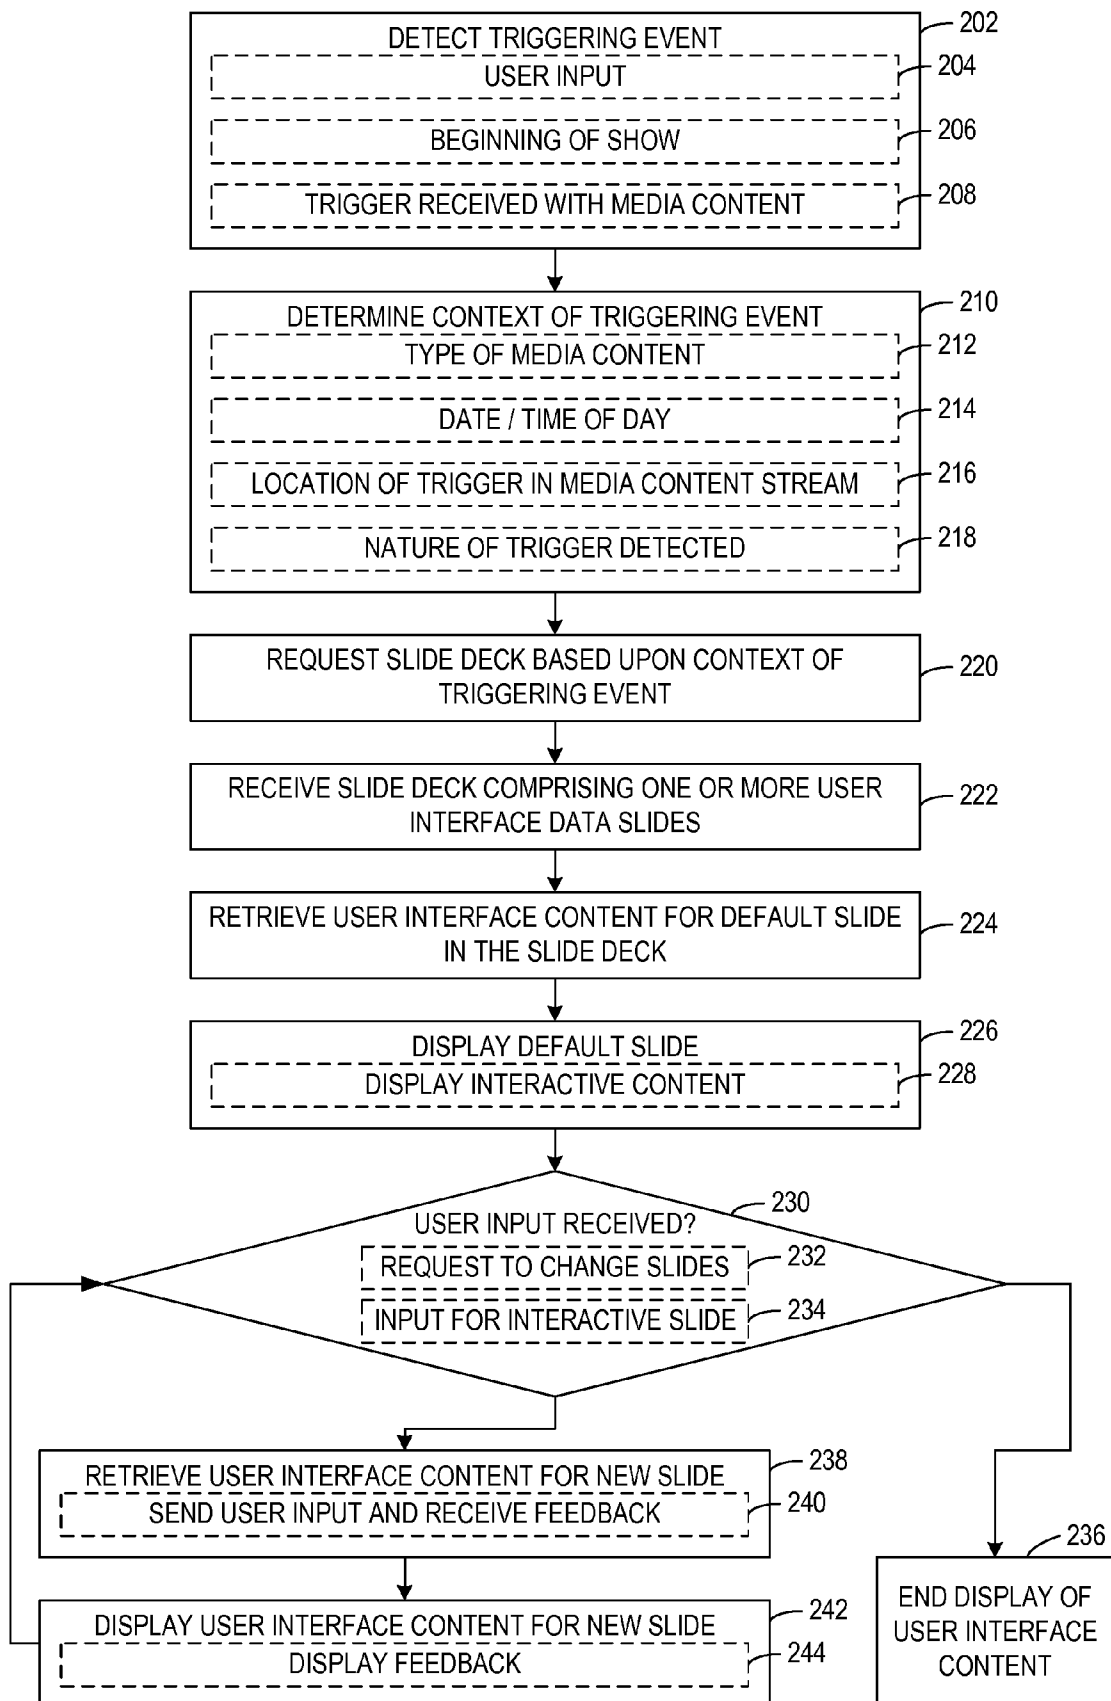 DETECT TRIGGERING EVENT
202
USER INPUT
204
BEGINNING OF SHOW
206
TRIGGER RECEIVED WITH MEDIA CONTENT
208
DETERMINE CONTEXT OF TRIGGERING EVENT
210
TYPE OF MEDIA CONTENT
212
DATE / TIME OF DAY
214
LOCATION OF TRIGGER IN MEDIA CONTENT STREAM
216
NATURE OF TRIGGER DETECTED
218
REQUEST SLIDE DECK BASED UPON CONTEXT OF
TRIGGERING EVENT
220
RECEIVE SLIDE DECK COMPRISING ONE OR MORE USER
INTERFACE DATA SLIDES
222
RETRIEVE USER INTERFACE CONTENT FOR DEFAULT SLIDE
IN THE SLIDE DECK
224
DISPLAY DEFAULT SLIDE
226
DISPLAY INTERACTIVE CONTENT
228
USER INPUT RECEIVED?
230
REQUEST TO CHANGE SLIDES
232
INPUT FOR INTERACTIVE SLIDE
234
RETRIEVE USER INTERFACE CONTENT FOR NEW SLIDE
238
SEND USER INPUT AND RECEIVE FEEDBACK
240
DISPLAY USER INTERFACE CONTENT FOR NEW SLIDE
242
DISPLAY FEEDBACK
244
236
END DISPLAY OF
USER INTERFACE
CONTENT